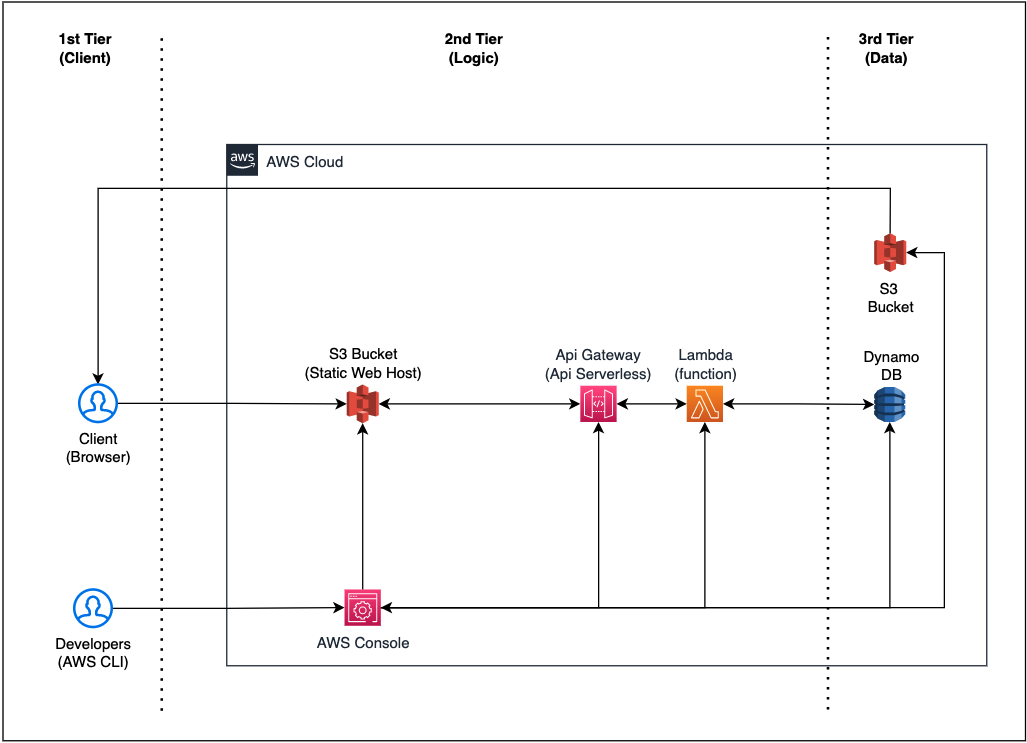 1st Tier
(Client)
2nd Tier
(Logic)
3rd Tier
(Data)
aws
AWS Cloud
S3
Bucket
S3 Bucket
(Static Web Host)
Api Gateway
(Api Serverless)
Lambda
(function)
Dynamo
DB
Client
(Browser)
Developers
(AWS CLI)
AWS Console